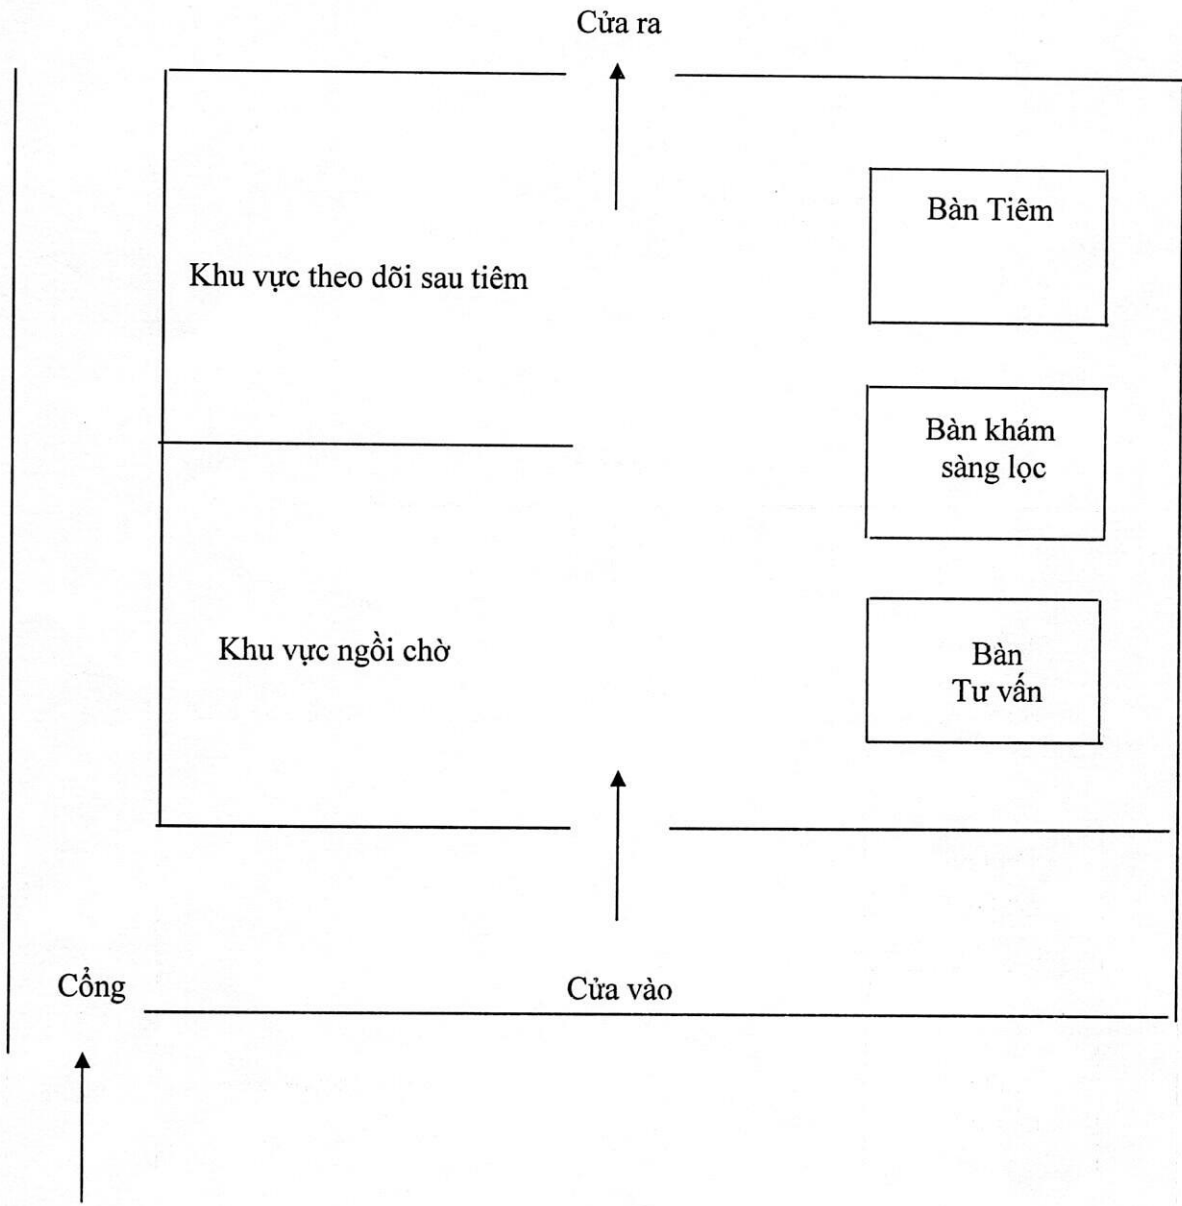 Cửa ra
Bàn Tiêm
Khu vực theo dõi sau tiêm
Bàn khám
sàng lọc
Khu vực ngồi chờ
Bàn
Tư vấn
Cổng
Cửa vào